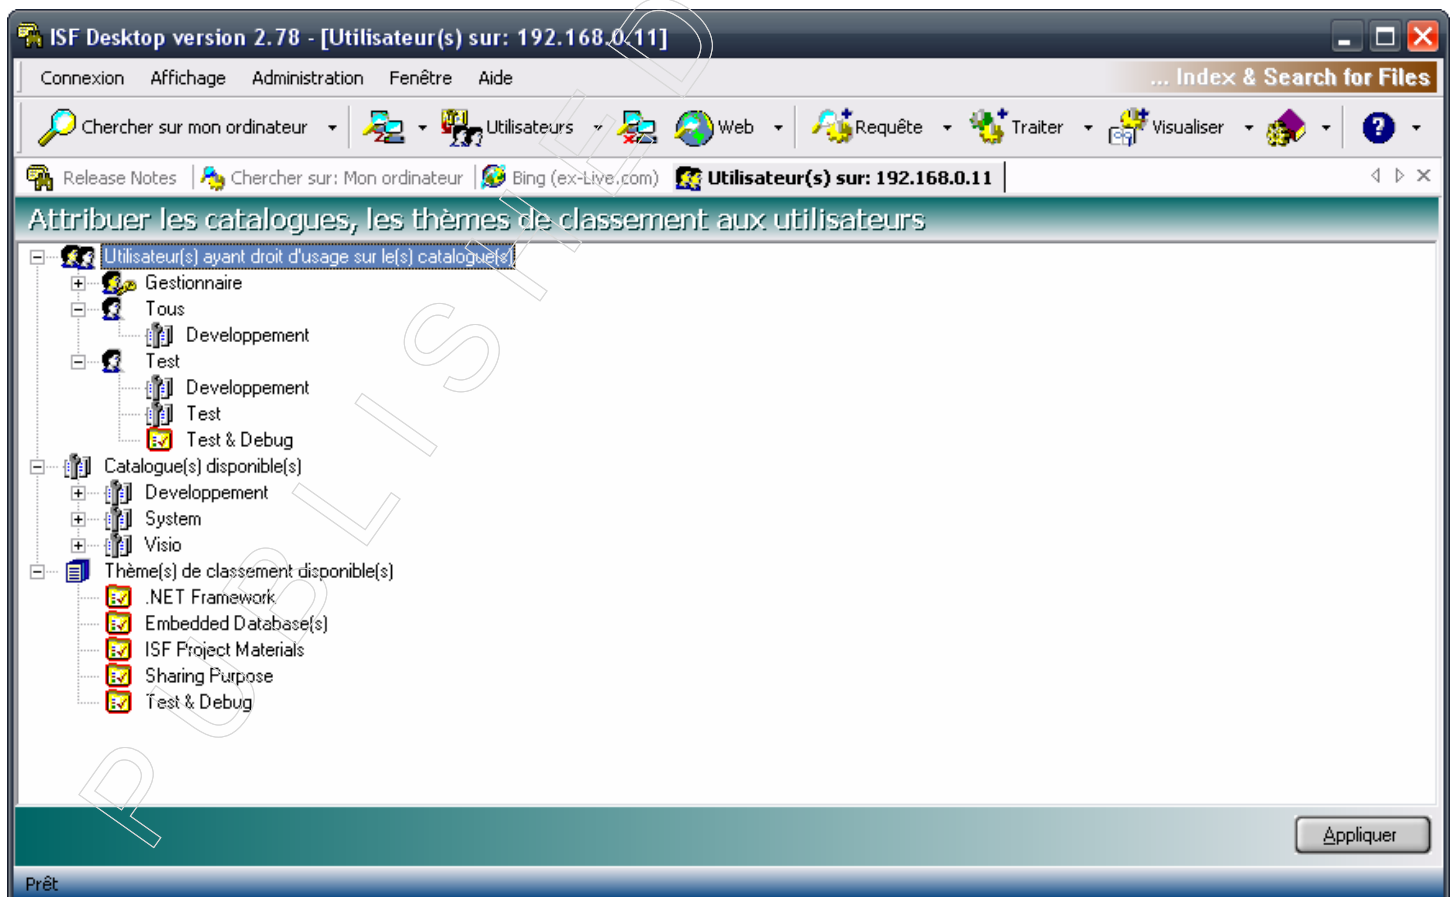 ISF Desktop version 2.78 - [Utilisateur(s) sur: 192.168.0.11]
Connexion Affichage Administration Fenêtre Aide ... Index & Search for Files
Chercher sur mon ordinateur Utilisateurs Web Requête Traiter Visualiser
Release Notes Chercher sur: Mon ordinateur Bing (ex-Live.com) Utilisateur(s) sur: 192.168.0.11
Attribuer les catalogues, les thèmes de classement aux utilisateurs
Utilisateur(s) ayant droit d'usage sur le(s) catalogue(s)
Gestionnaire
Tous
Developpement
Test
Developpement
Test
Test & Debug
Catalogue(s) disponible(s)
Developpement
System
Visio
Thème(s) de classement disponible(s)
.NET Framework
Embedded Database(s)
ISF Project Materials
Sharing Purpose
Test & Debug
Appliquer
Prêt
PUBLISHED